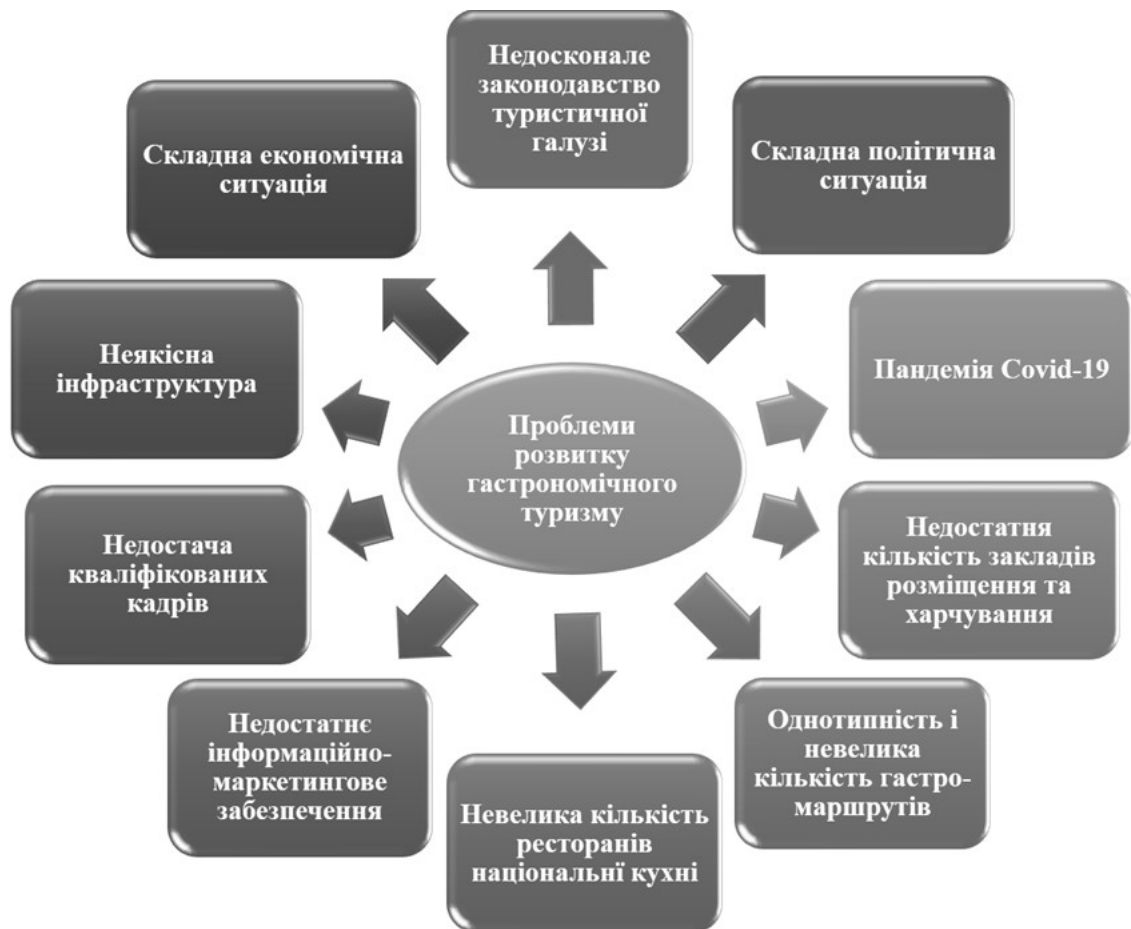 Недосконале
законодавство
туристичної
галузі
Складна політична
ситуація
Пандемія Covid-19
Недостатня
кількість закладів
розміщення та
харчування
Однотипність і
невелика
кількість гастро-
маршрутів
Невелика кількість
ресторанів
національнї кухні
Недостатнє
інформаційно-
маркетингове
забезпечення
Недостача
кваліфікованих
кадрів
Неякісна
інфраструктура
Складна економічна
ситуація
Проблеми
розвитку
гастрономічного
туризму